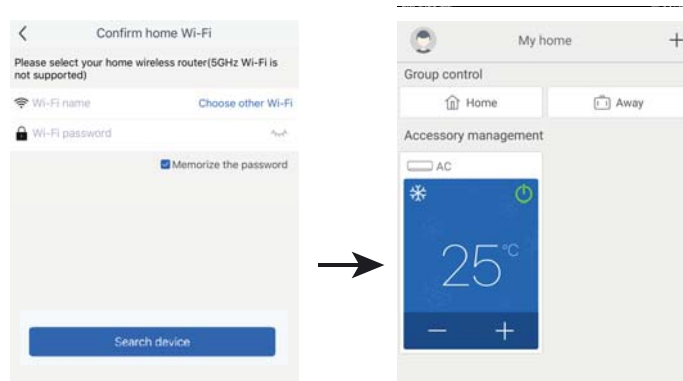 Confirm home Wi-Fi
Please select your home wireless router(5GHz Wi-Fi is
not supported)
Wi-Fi name
Choose other Wi-Fi
Wi-Fi password
Memorize the password
Search device
My home
+
Group control
Home
Away
Accessory management
AC
25°C
— +